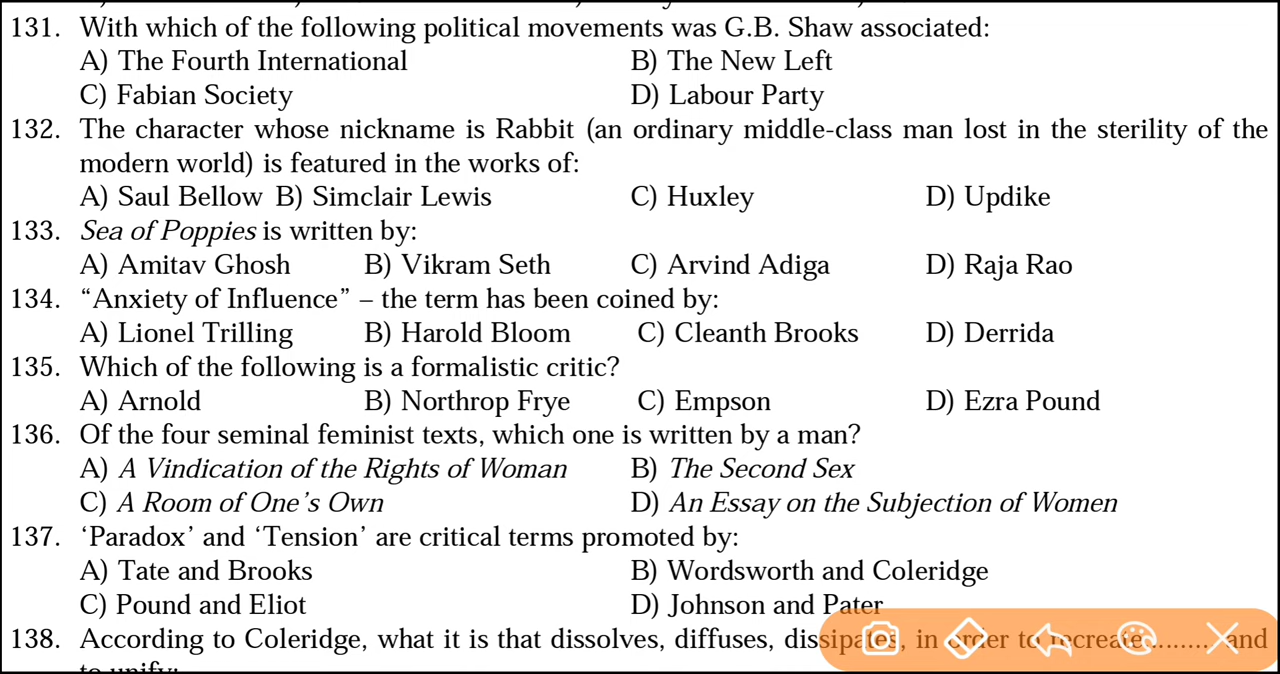 131. With which of the following political movements was G.B. Shaw associated:
A) The Fourth International B) The New Left
C) Fabian Society D) Labour Party
132. The character whose nickname is Rabbit (an ordinary middle-class man lost in the sterility of the
modern world) is featured in the works of:
A) Saul Bellow B) Simclair Lewis C) Huxley D) Updike
133. Sea of Poppies is written by:
A) Amitav Ghosh B) Vikram Seth C) Arvind Adiga D) Raja Rao
134. “Anxiety of Influence” – the term has been coined by:
A) Lionel Trilling B) Harold Bloom C) Cleanth Brooks D) Derrida
135. Which of the following is a formalistic critic?
A) Arnold B) Northrop Frye C) Empson D) Ezra Pound
136. Of the four seminal feminist texts, which one is written by a man?
A) A Vindication of the Rights of Woman B) The Second Sex
C) A Room of One’s Own D) An Essay on the Subjection of Women
137. ‘Paradox’ and ‘Tension’ are critical terms promoted by:
A) Tate and Brooks B) Wordsworth and Coleridge
C) Pound and Eliot D) Johnson and Pater
138. According to Coleridge, what it is that dissolves, diffuses, dissipates, in order to recreate ........ and
to unify: